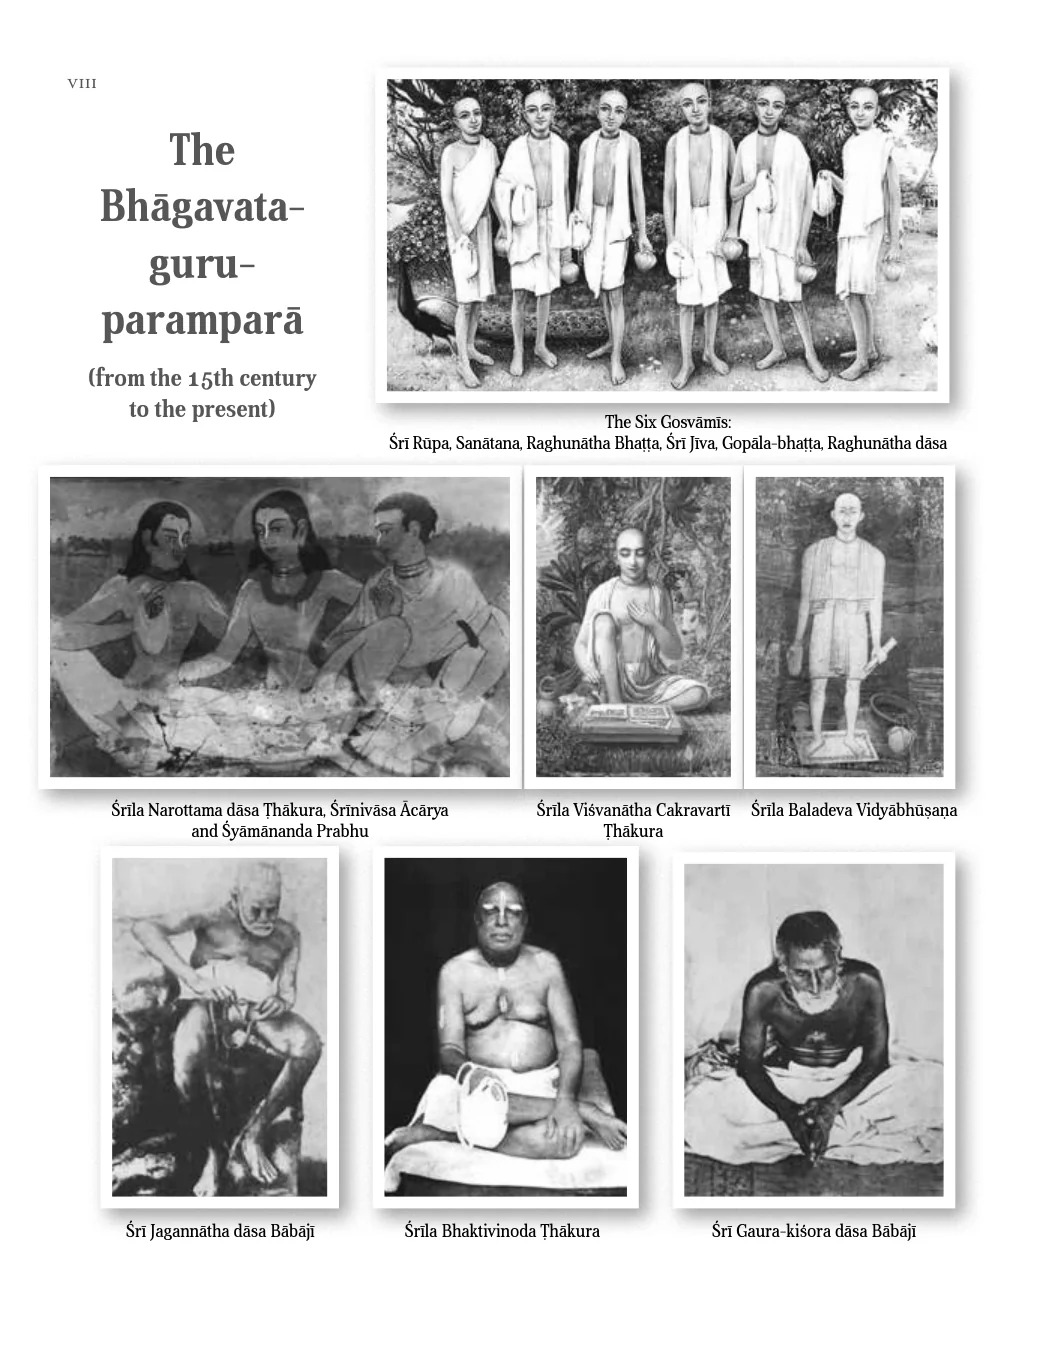 VIII
The
Bhāgavata-
guru-
paramparā
(from the 15th century
to the present)
The Six Gosvāmīs:
Śrī Rūpa, Sanātana, Raghunātha Bhaṭṭa, Śrī Jīva, Gopāla-bhaṭṭa, Raghunātha dāsa
Śrīla Narottama dāsa Ṭhākura, Śrīnivāsa Ācārya
and Śyāmānanda Prabhu
Śrīla Viśvanātha Cakravartī
Ṭhākura
Śrīla Baladeva Vidyābhūṣaṇa
Śrī Jagannātha dāsa Bābājī
Śrīla Bhaktivinoda Ṭhākura
Śrī Gaura-kiśora dāsa Bābājī